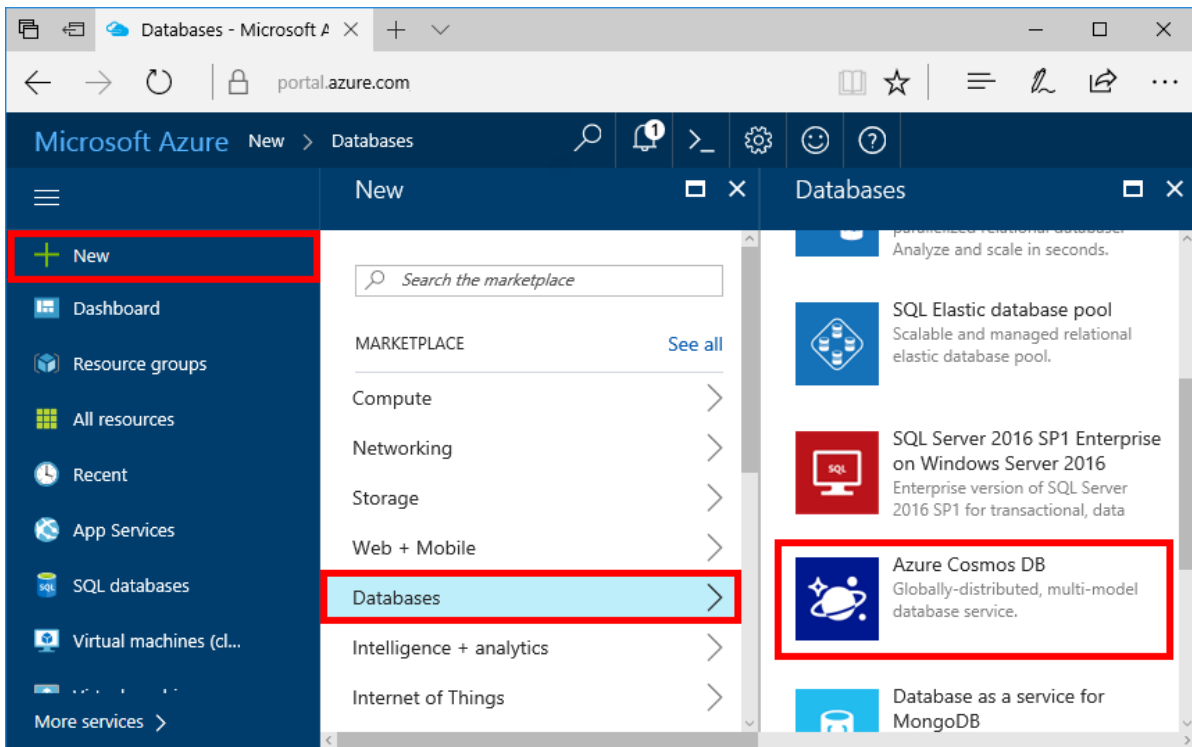 Databases - Microsoft A
portal.azure.com
Microsoft Azure New > Databases
1
New
Databases
New
Dashboard
Resource groups
All resources
Recent
App Services
SQL
SQL databases
Virtual machines (cl...
More services >
Search the marketplace
MARKETPLACE See all
Compute
Networking
Storage
Web + Mobile
Databases
Intelligence + analytics
Internet of Things
Analyze and scale in seconds.
SQL Elastic database pool
Scalable and managed relational
elastic database pool.
SQL
SQL Server 2016 SP1 Enterprise
on Windows Server 2016
Enterprise version of SQL Server
2016 SP1 for transactional, data
Azure Cosmos DB
Globally-distributed, multi-model
database service.
Database as a service for
MongoDB